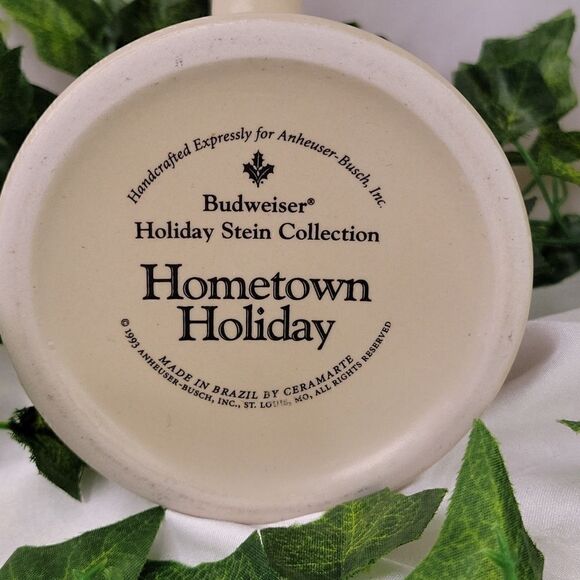 Handcrafted Expressly for Anheuser-Busch, Inc.
Budweiser®
Holiday Stein Collection
Hometown
Holiday
MADE IN BRAZIL BY CERAMARTE
© 1993 ANHEUSER-BUSCH, INC., ST. LOUIS, MO, ALL RIGHTS RESERVED